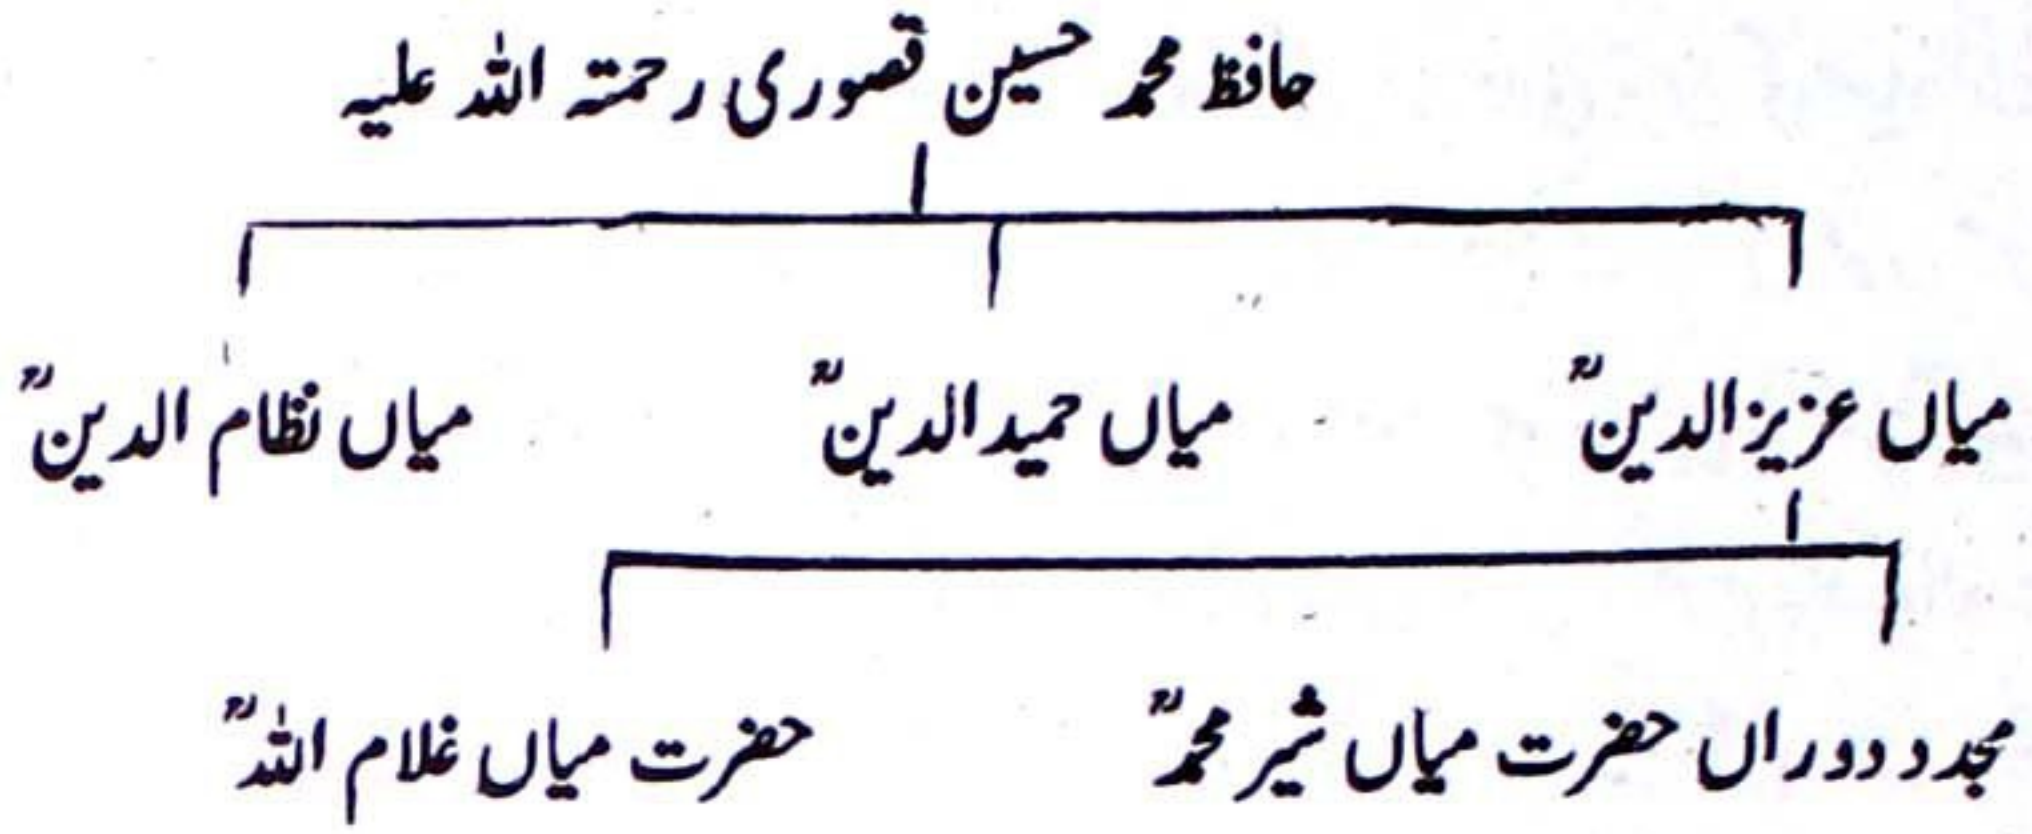 حافظ محمد حسین قصوری رحمتہ اللہ علیہ
میاں عزیز الدینؒ میاں حمید الدینؒ میاں نظام الدینؒ
مجدد دوراں حضرت میاں شیر محمدؒ حضرت میاں غلام اللہؒ